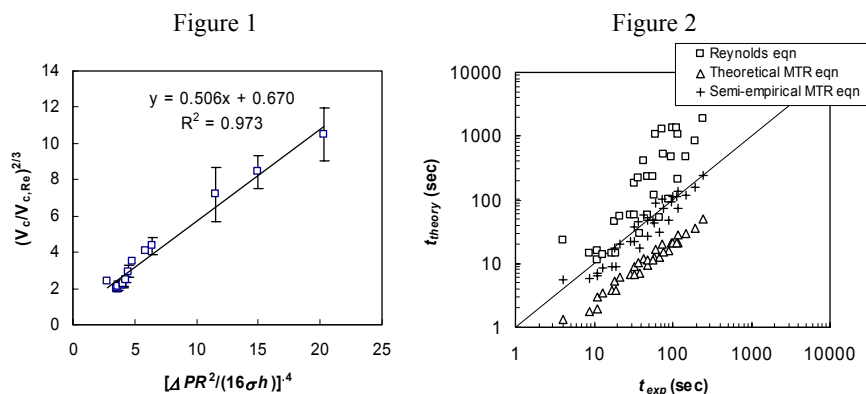 Figure 1
14
12
10
8
6
4
2
0
0 5 10 15 20 25
y = 0.506x + 0.670
R² = 0.973
(Vc/Vc,Re)^2/3
[ΔPR²/(16σh)]^.4
Figure 2
Reynolds eqn
Theoretical MTR eqn
Semi-empirical MTR eqn
10000
1000
100
10
1
1 10 100 1000 10000
t_theory (sec)
t_exp (sec)